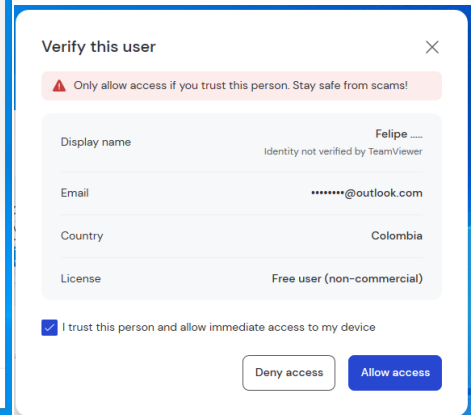 Verify this user
Only allow access if you trust this person. Stay safe from scams!
Display name
Felipe .....
Identity not verified by TeamViewer
Email
••••••••@outlook.com
Country
Colombia
License
Free user (non-commercial)
I trust this person and allow immediate access to my device
Deny access
Allow access